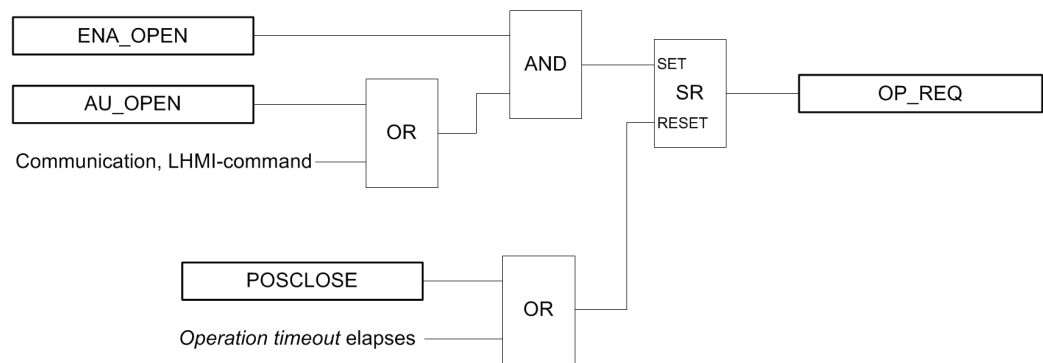 ENA_OPEN
AND
SET
SR
RESET
OP_REQ
AU_OPEN
OR
Communication, LHMI-command
POSCLOSE
OR
Operation timeout elapses